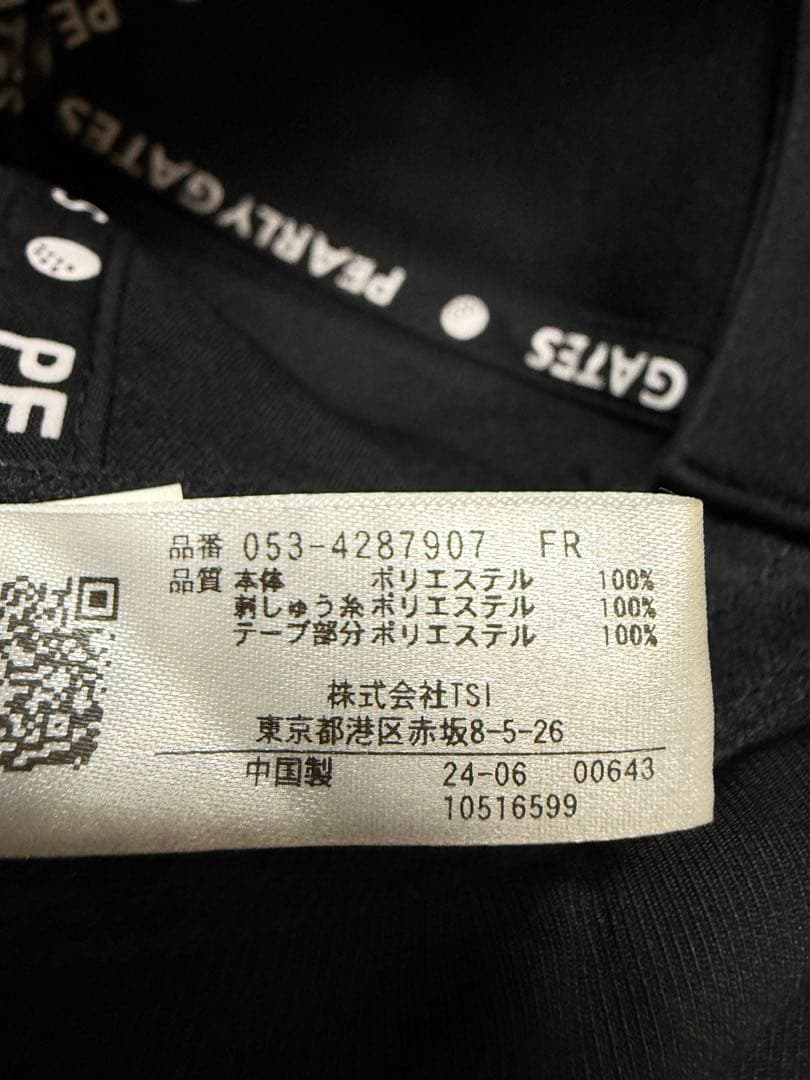 PE
PEARLYGATES
GATES
S
PE
品番 053-4287907 FR
品質 本体 ポリエステル 100%
刺しゅう糸 ポリエステル 100%
テープ部分 ポリエステル 100%
株式会社TSI
東京都港区赤坂8-5-26
中国製 24-06 00643
10516599